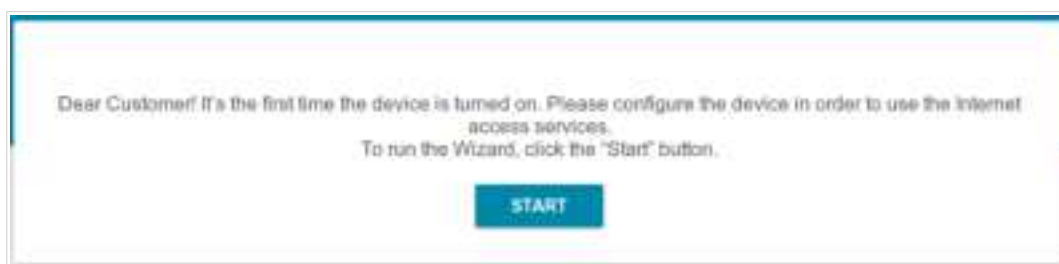 Dear Customer! It's the first time the device is turned on. Please configure the device in order to use the Internet
access services.
To run the Wizard, click the "Start" button.
START